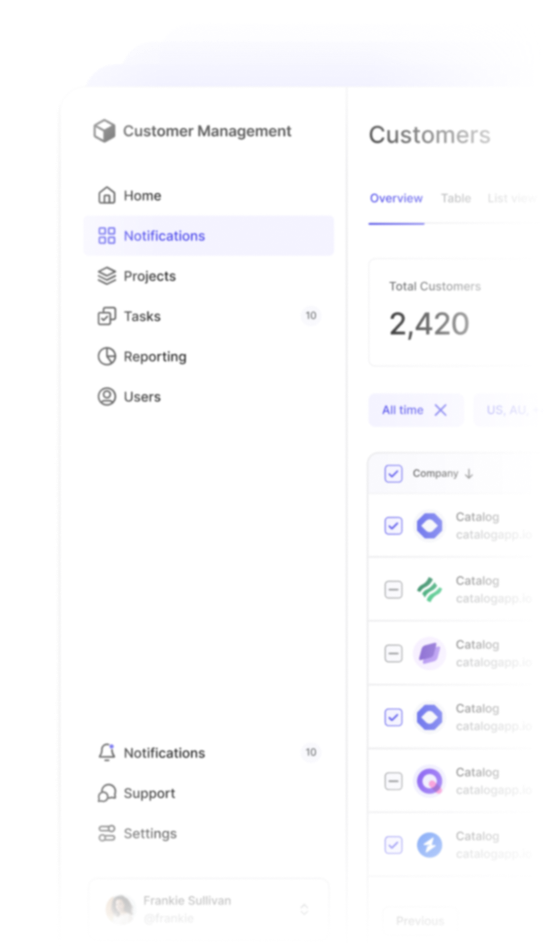 Customer Management
Home
Notifications
Projects
Tasks 10
Reporting
Users
Notifications 10
Support
Settings
Frankie Sullivan
@frankie
Customers
Overview Table List view
Total Customers
2,420
All time US, AU,
Company
Catalog
catalogapp.io
Catalog
catalogapp.io
Catalog
catalogapp.io
Catalog
catalogapp.io
Catalog
catalogapp.io
Catalog
catalogapp.io
Previous